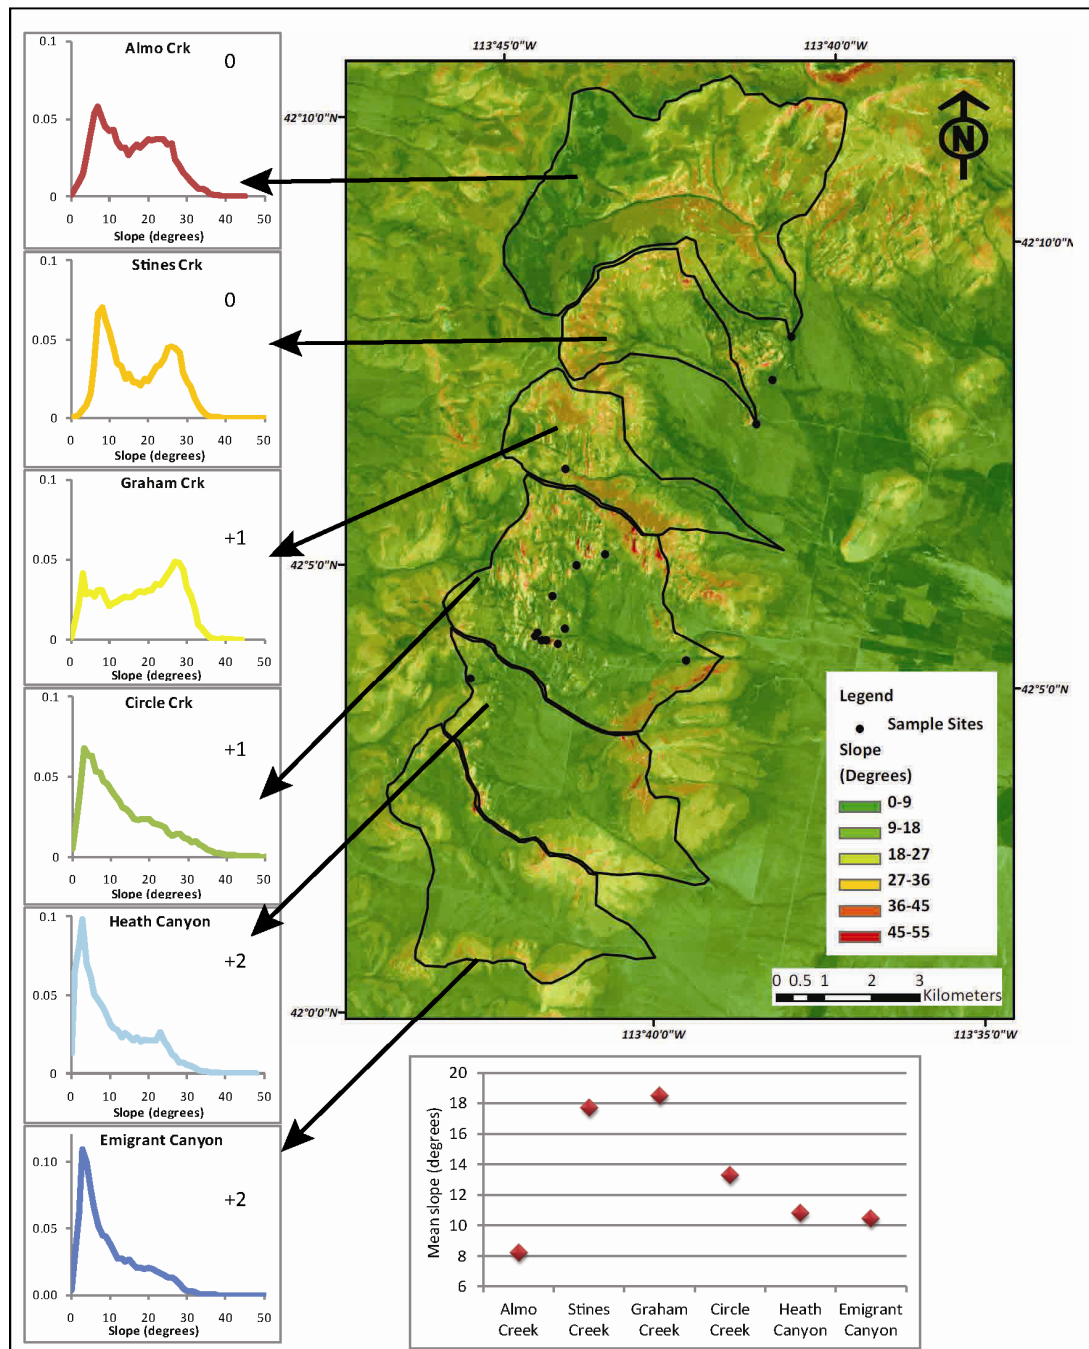 Almo Crk
0
0.1
0.05
0
0 10 20 30 40 50
Slope (degrees)
Stines Crk
0
0.1
0.05
0
0 10 20 30 40 50
Slope (degrees)
Graham Crk
+1
0.1
0.05
0
0 10 20 30 40 50
Slope (degrees)
Circle Crk
+1
0.1
0.05
0
0 10 20 30 40 50
Slope (degrees)
Heath Canyon
+2
0.1
0.05
0
0 10 20 30 40 50
Slope (degrees)
Emigrant Canyon
+2
0.10
0.05
0.00
0 10 20 30 40 50
Slope (degrees)
113°45'0"W 113°40'0"W
42°10'0"N
42°10'0"N
42°5'0"N
42°5'0"N
42°0'0"N
113°40'0"W 113°35'0"W
N
Legend
Sample Sites
Slope
(Degrees)
0-9
9-18
18-27
27-36
36-45
45-55
0 0.5 1 2 3
Kilometers
Mean slope (degrees)
20
18
16
14
12
10
8
6
Almo Creek
Stines Creek
Graham Creek
Circle Creek
Heath Canyon
Emigrant Canyon